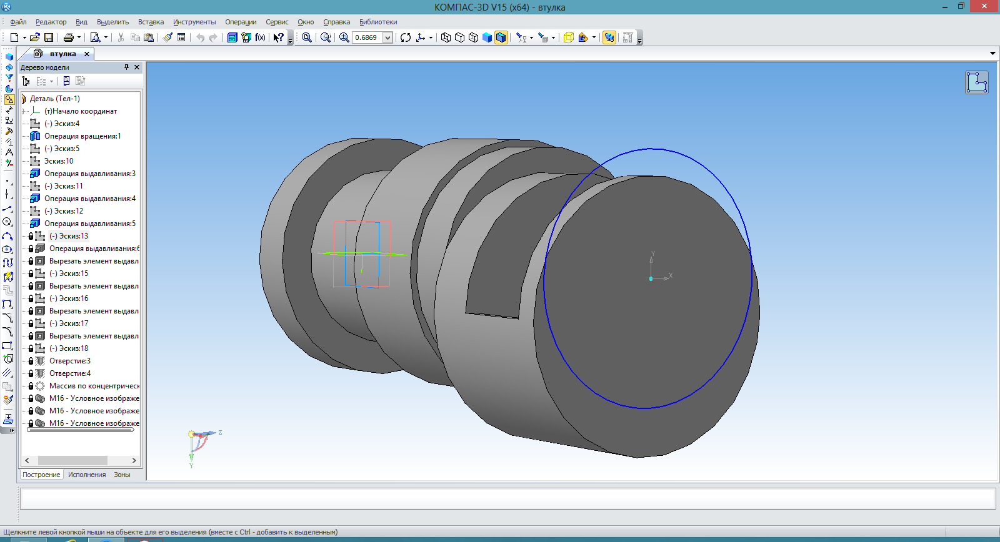 КОМПАС-3D V15 (x64) - втулка
Файл Редактор Вид Выделить Вставка Инструменты Операции Сервис Окно Справка Библиотеки
f(x) 0.6869
втулка
Дерево модели
Деталь (Тел-1)
(т)Начало координат
(-) Эскиз:4
Операция вращения:1
(-) Эскиз:5
Эскиз:10
Операция выдавливания:3
(-) Эскиз:11
Операция выдавливания:4
(-) Эскиз:12
Операция выдавливания:5
(-) Эскиз:13
Операция выдавливания:6
Вырезать элемент выдавл
(-) Эскиз:15
Вырезать элемент выдавл
(-) Эскиз:16
Вырезать элемент выдавл
(-) Эскиз:17
Вырезать элемент выдавл
(-) Эскиз:18
Отверстие:3
Отверстие:4
Массив по концентричес
М16 - Условное изображе
М16 - Условное изображе
М16 - Условное изображе
Y
X
Z
Y
Построение Исполнения Зоны
Щелкните левой кнопкой мыши на объекте для его выделения (вместе с Ctrl - добавить к выделенным)